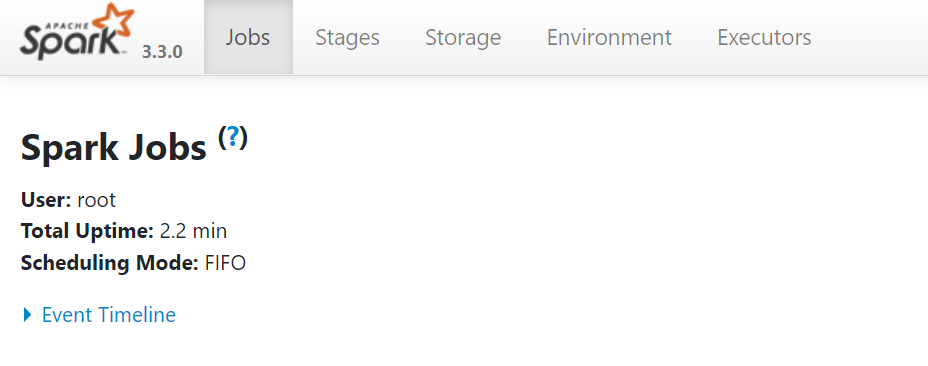 APACHE
Spark™ 3.3.0
Jobs Stages Storage Environment Executors
Spark Jobs (?)
User: root
Total Uptime: 2.2 min
Scheduling Mode: FIFO
Event Timeline